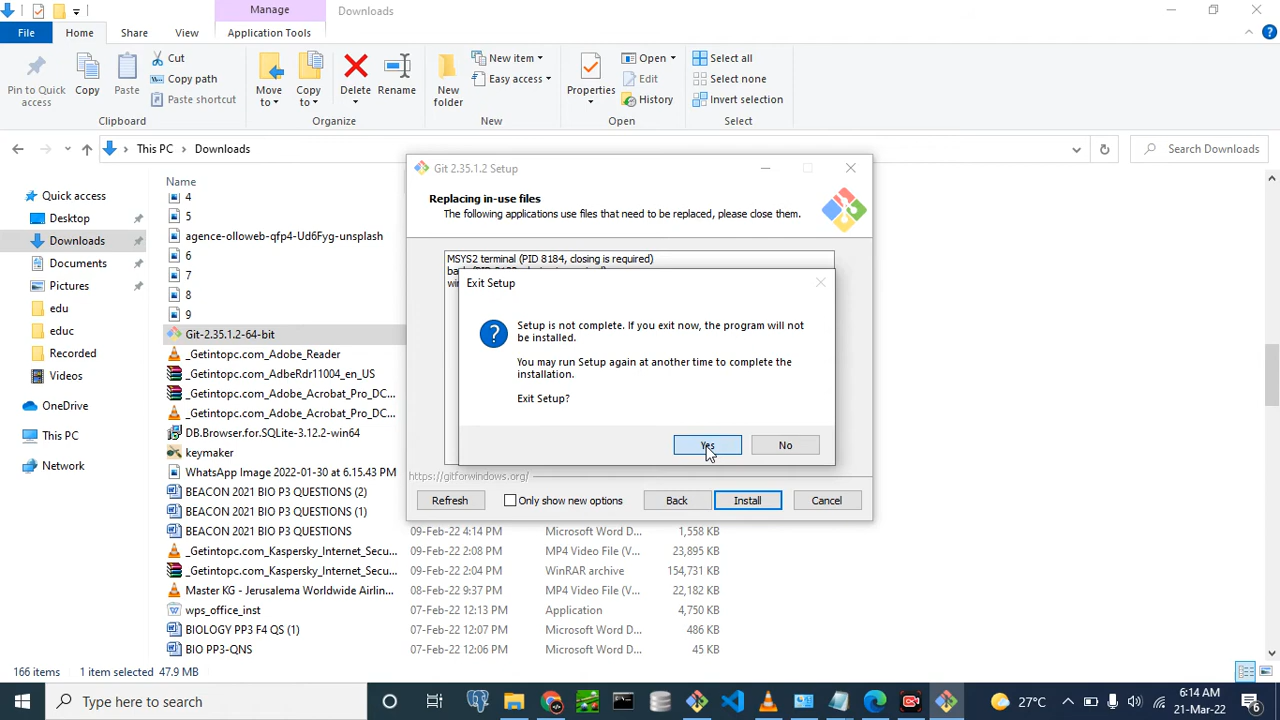 Manage
Downloads
File
Home
Share
View
Application Tools
Pin to Quick access
Copy
Paste
Cut
Copy path
Paste shortcut
Clipboard
Move to
Copy to
Delete
Rename
Organize
New folder
New item
Easy access
New
Properties
Open
Edit
History
Open
Select all
Select none
Invert selection
Select
This PC
Downloads
Search Downloads
Quick access
Desktop
Downloads
Documents
Pictures
edu
educ
Recorded
Videos
OneDrive
This PC
Network
Name
4
5
agence-olloweb-qfp4-Ud6Fyg-unsplash
6
7
8
9
Git-2.35.1.2-64-bit
_Getintopc.com_Adobe_Reader
_Getintopc.com_AdbeRdr11004_en_US
_Getintopc.com_Adobe_Acrobat_Pro_DC...
_Getintopc.com_Adobe_Acrobat_Pro_DC...
DB.Browser.for.SQLite-3.12.2-win64
keymaker
WhatsApp Image 2022-01-30 at 6.15.43 PM
BEACON 2021 BIO P3 QUESTIONS (2)
BEACON 2021 BIO P3 QUESTIONS (1)
BEACON 2021 BIO P3 QUESTIONS 09-Feb-22 4:14 PM Microsoft Word D... 1,558 KB
_Getintopc.com_Kaspersky_Internet_Secu... 09-Feb-22 2:08 PM MP4 Video File (V... 23,895 KB
_Getintopc.com_Kaspersky_Internet_Secu... 09-Feb-22 2:04 PM WinRAR archive 154,731 KB
Master KG - Jerusalema Worldwide Airlin... 08-Feb-22 9:37 PM MP4 Video File (V... 22,182 KB
wps_office_inst 07-Feb-22 12:13 PM Application 4,750 KB
BIOLOGY PP3 F4 QS (1) 07-Feb-22 12:07 PM Microsoft Word D... 486 KB
BIO PP3-QNS 07-Feb-22 12:06 PM Microsoft Word D... 45 KB
Git 2.35.1.2 Setup
Replacing in-use files
The following applications use files that need to be replaced, please close them.
MSYS2 terminal (PID 8184, closing is required)
Exit Setup
Setup is not complete. If you exit now, the program will not
be installed.
You may run Setup again at another time to complete the
installation.
Exit Setup?
Yes
No
https://gitforwindows.org/
Refresh
Only show new options
Back
Install
Cancel
166 items 1 item selected 47.9 MB
Type here to search
27°C
6:14 AM
21-Mar-22
6